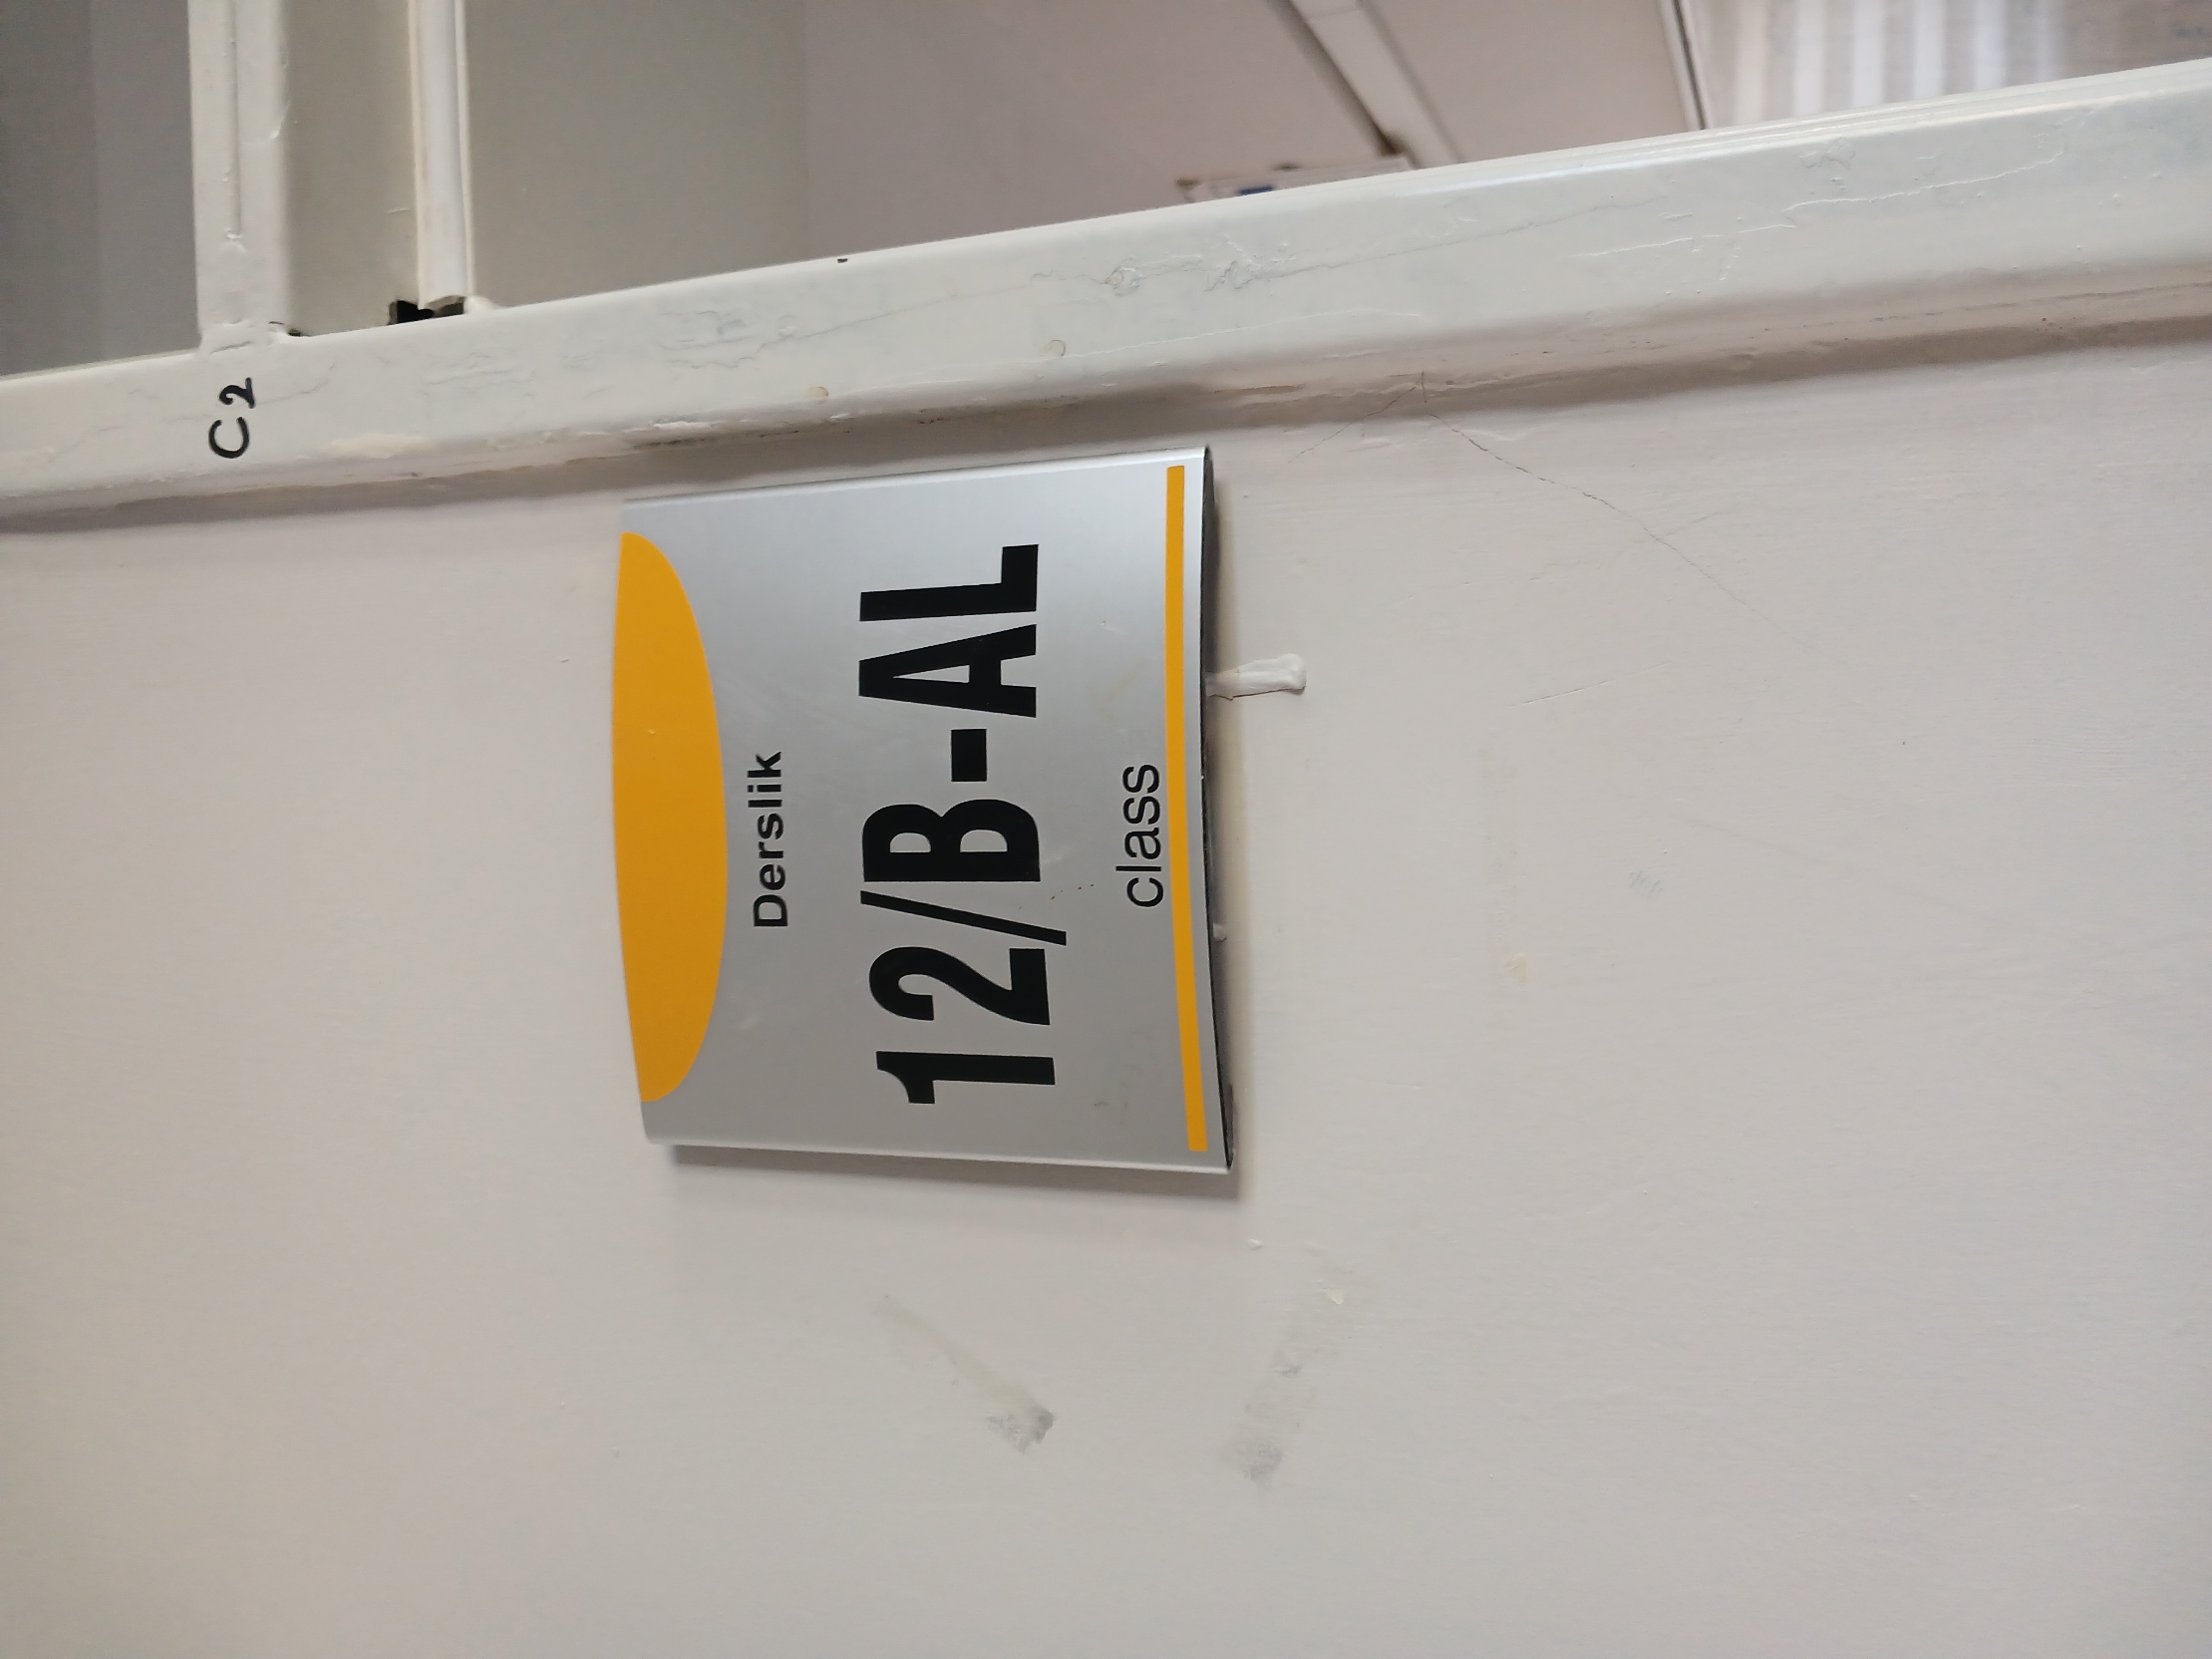 Derslik
12/B-AL
class
C2